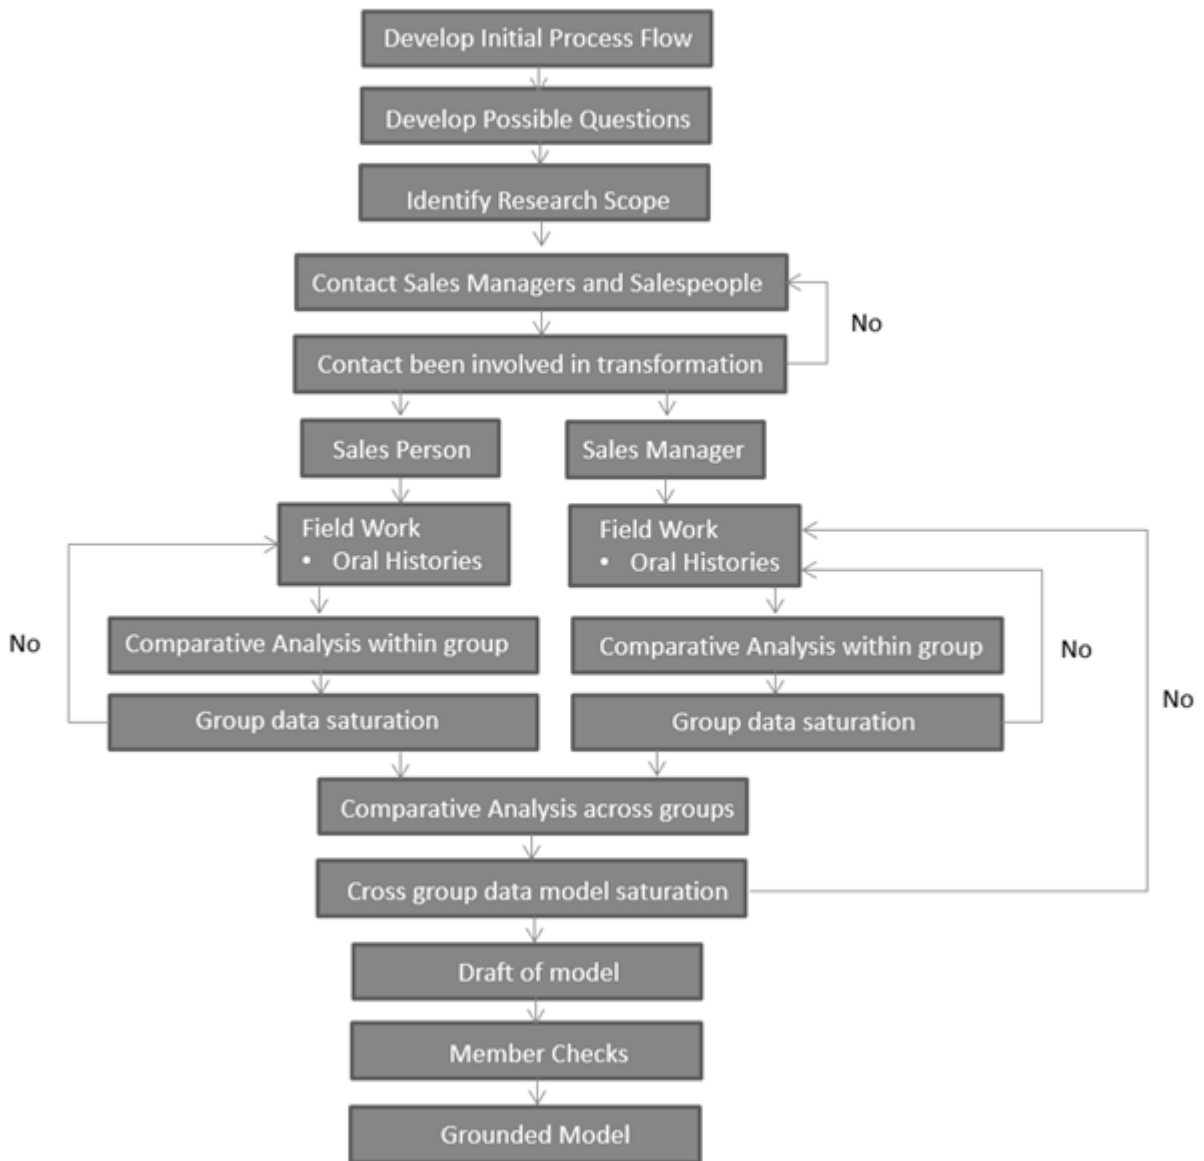 Develop Initial Process Flow
Develop Possible Questions
Identify Research Scope
Contact Sales Managers and Salespeople
No
Contact been involved in transformation
Sales Person
Sales Manager
Field Work
• Oral Histories
Field Work
• Oral Histories
No
Comparative Analysis within group
Comparative Analysis within group
No
No
Group data saturation
Group data saturation
Comparative Analysis across groups
Cross group data model saturation
Draft of model
Member Checks
Grounded Model